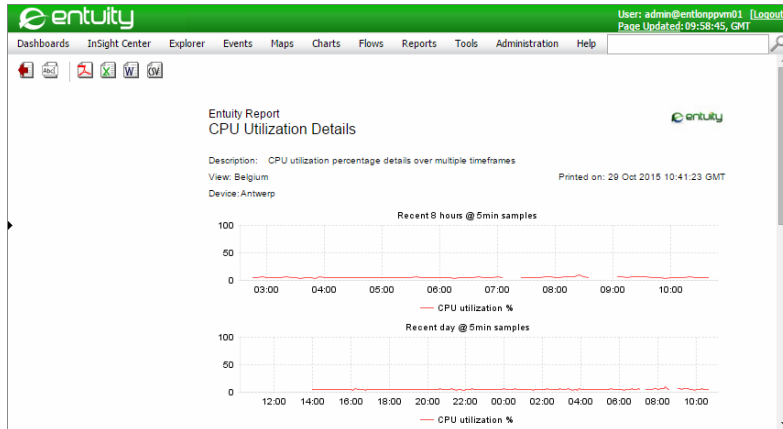 entuity
User: admin@entlonppvm01 [Logout
Page Updated: 09:58:45, GMT
Dashboards InSight Center Explorer Events Maps Charts Flows Reports Tools Administration Help
Abc W CSV
Entuity Report
entuity
CPU Utilization Details
Description: CPU utilization percentage details over multiple timeframes
View: Belgium Printed on: 29 Oct 2015 10:41:23 GMT
Device: Antwerp
Recent 8 hours @ 5min samples
100
50
0
03:00 04:00 05:00 06:00 07:00 08:00 09:00 10:00
CPU utilization %
Recent day @ 5min samples
100
50
0
12:00 14:00 16:00 18:00 20:00 22:00 00:00 02:00 04:00 06:00 08:00 10:00
CPU utilization %